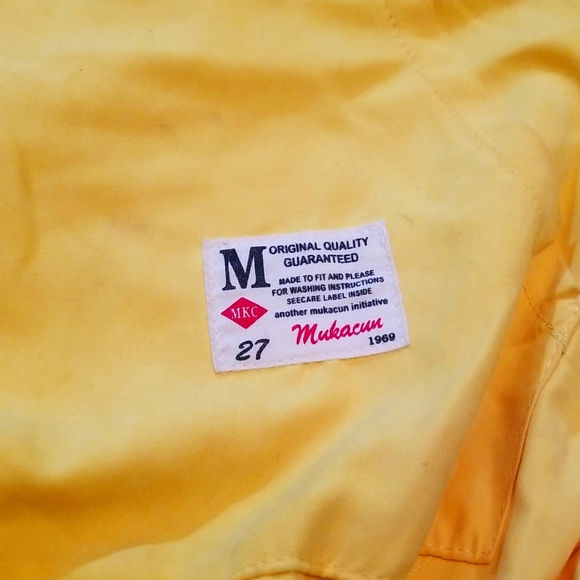 M
ORIGINAL QUALITY
GUARANTEED
MADE TO FIT AND PLEASE
FOR WASHING INSTRUCTIONS
SEECARE LABEL INSIDE
another mukacun initiative
MKC
Mukacun
27
1969